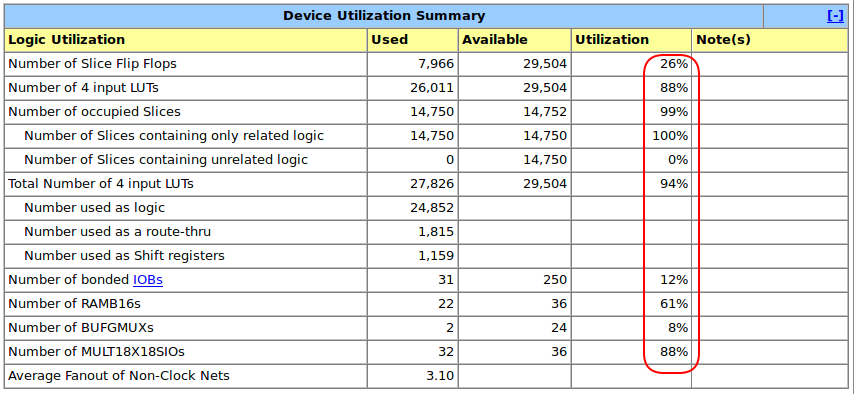 Device Utilization Summary [-]
Logic Utilization Used Available Utilization Note(s)
Number of Slice Flip Flops 7,966 29,504 26%
Number of 4 input LUTs 26,011 29,504 88%
Number of occupied Slices 14,750 14,752 99%
Number of Slices containing only related logic 14,750 14,750 100%
Number of Slices containing unrelated logic 0 14,750 0%
Total Number of 4 input LUTs 27,826 29,504 94%
Number used as logic 24,852
Number used as a route-thru 1,815
Number used as Shift registers 1,159
Number of bonded IOBs 31 250 12%
Number of RAMB16s 22 36 61%
Number of BUFGMUXs 2 24 8%
Number of MULT18X18SIOs 32 36 88%
Average Fanout of Non-Clock Nets 3.10